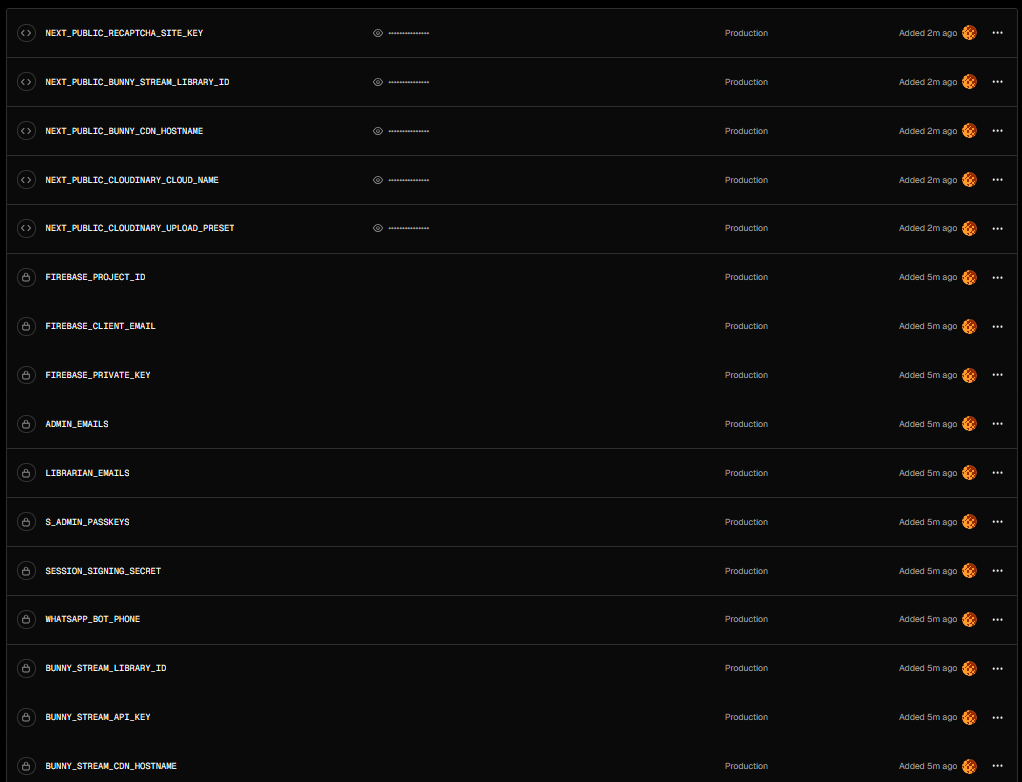 NEXT_PUBLIC_RECAPTCHA_SITE_KEY ••••••••••••••• Production Added 2m ago
NEXT_PUBLIC_BUNNY_STREAM_LIBRARY_ID ••••••••••••••• Production Added 2m ago
NEXT_PUBLIC_BUNNY_CDN_HOSTNAME ••••••••••••••• Production Added 2m ago
NEXT_PUBLIC_CLOUDINARY_CLOUD_NAME ••••••••••••••• Production Added 2m ago
NEXT_PUBLIC_CLOUDINARY_UPLOAD_PRESET ••••••••••••••• Production Added 2m ago
FIREBASE_PROJECT_ID Production Added 5m ago
FIREBASE_CLIENT_EMAIL Production Added 5m ago
FIREBASE_PRIVATE_KEY Production Added 5m ago
ADMIN_EMAILS Production Added 5m ago
LIBRARIAN_EMAILS Production Added 5m ago
S_ADMIN_PASSKEYS Production Added 5m ago
SESSION_SIGNING_SECRET Production Added 5m ago
WHATSAPP_BOT_PHONE Production Added 5m ago
BUNNY_STREAM_LIBRARY_ID Production Added 5m ago
BUNNY_STREAM_API_KEY Production Added 5m ago
BUNNY_STREAM_CDN_HOSTNAME Production Added 5m ago